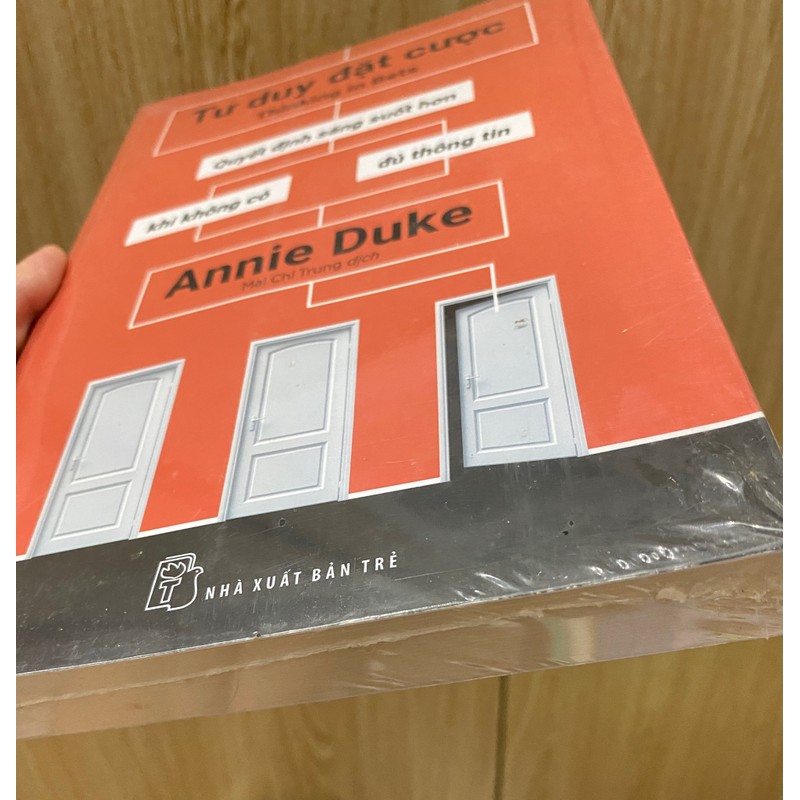 Tư duy đặt cược
Thinking in Bets
Quyết định sáng suốt hơn
khi không có
đủ thông tin
Annie Duke
Mai Chí Trung dịch
T
NHÀ XUẤT BẢN TRẺ